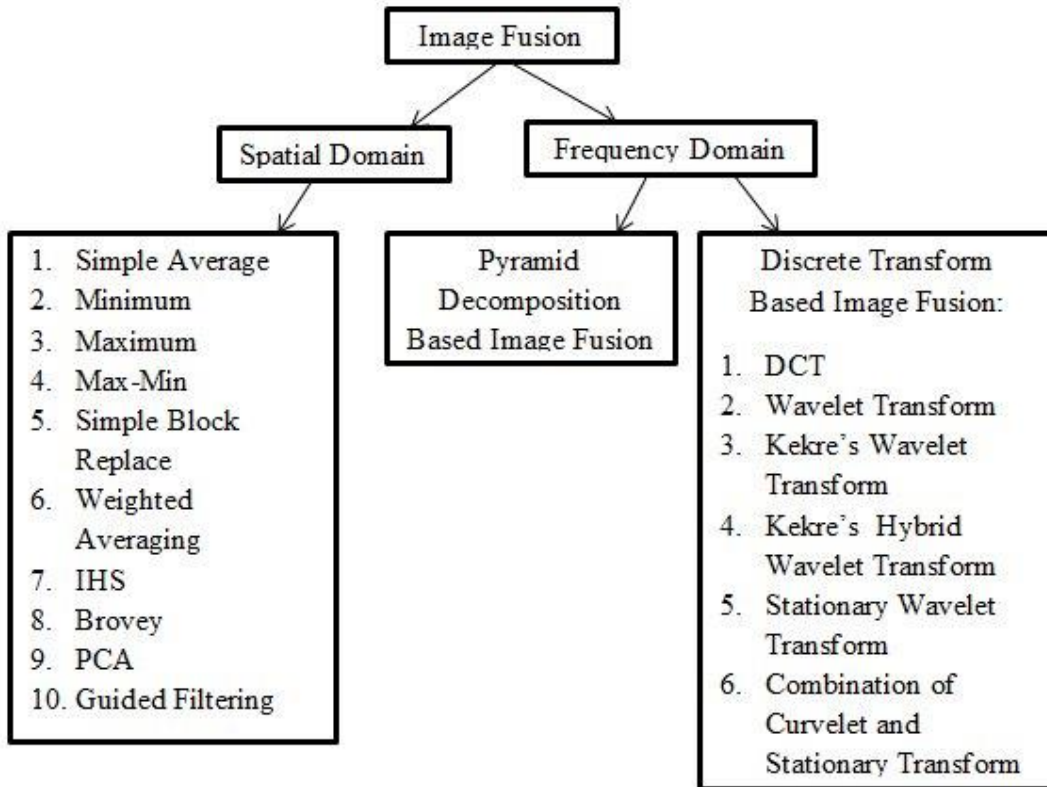 Image Fusion
Spatial Domain
Frequency Domain
1. Simple Average
2. Minimum
3. Maximum
4. Max-Min
5. Simple Block
Replace
6. Weighted
Averaging
7. IHS
8. Brovey
9. PCA
10. Guided Filtering
Pyramid
Decomposition
Based Image Fusion
Discrete Transform
Based Image Fusion:
1. DCT
2. Wavelet Transform
3. Kekre’s Wavelet
Transform
4. Kekre’s Hybrid
Wavelet Transform
5. Stationary Wavelet
Transform
6. Combination of
Curvelet and
Stationary Transform